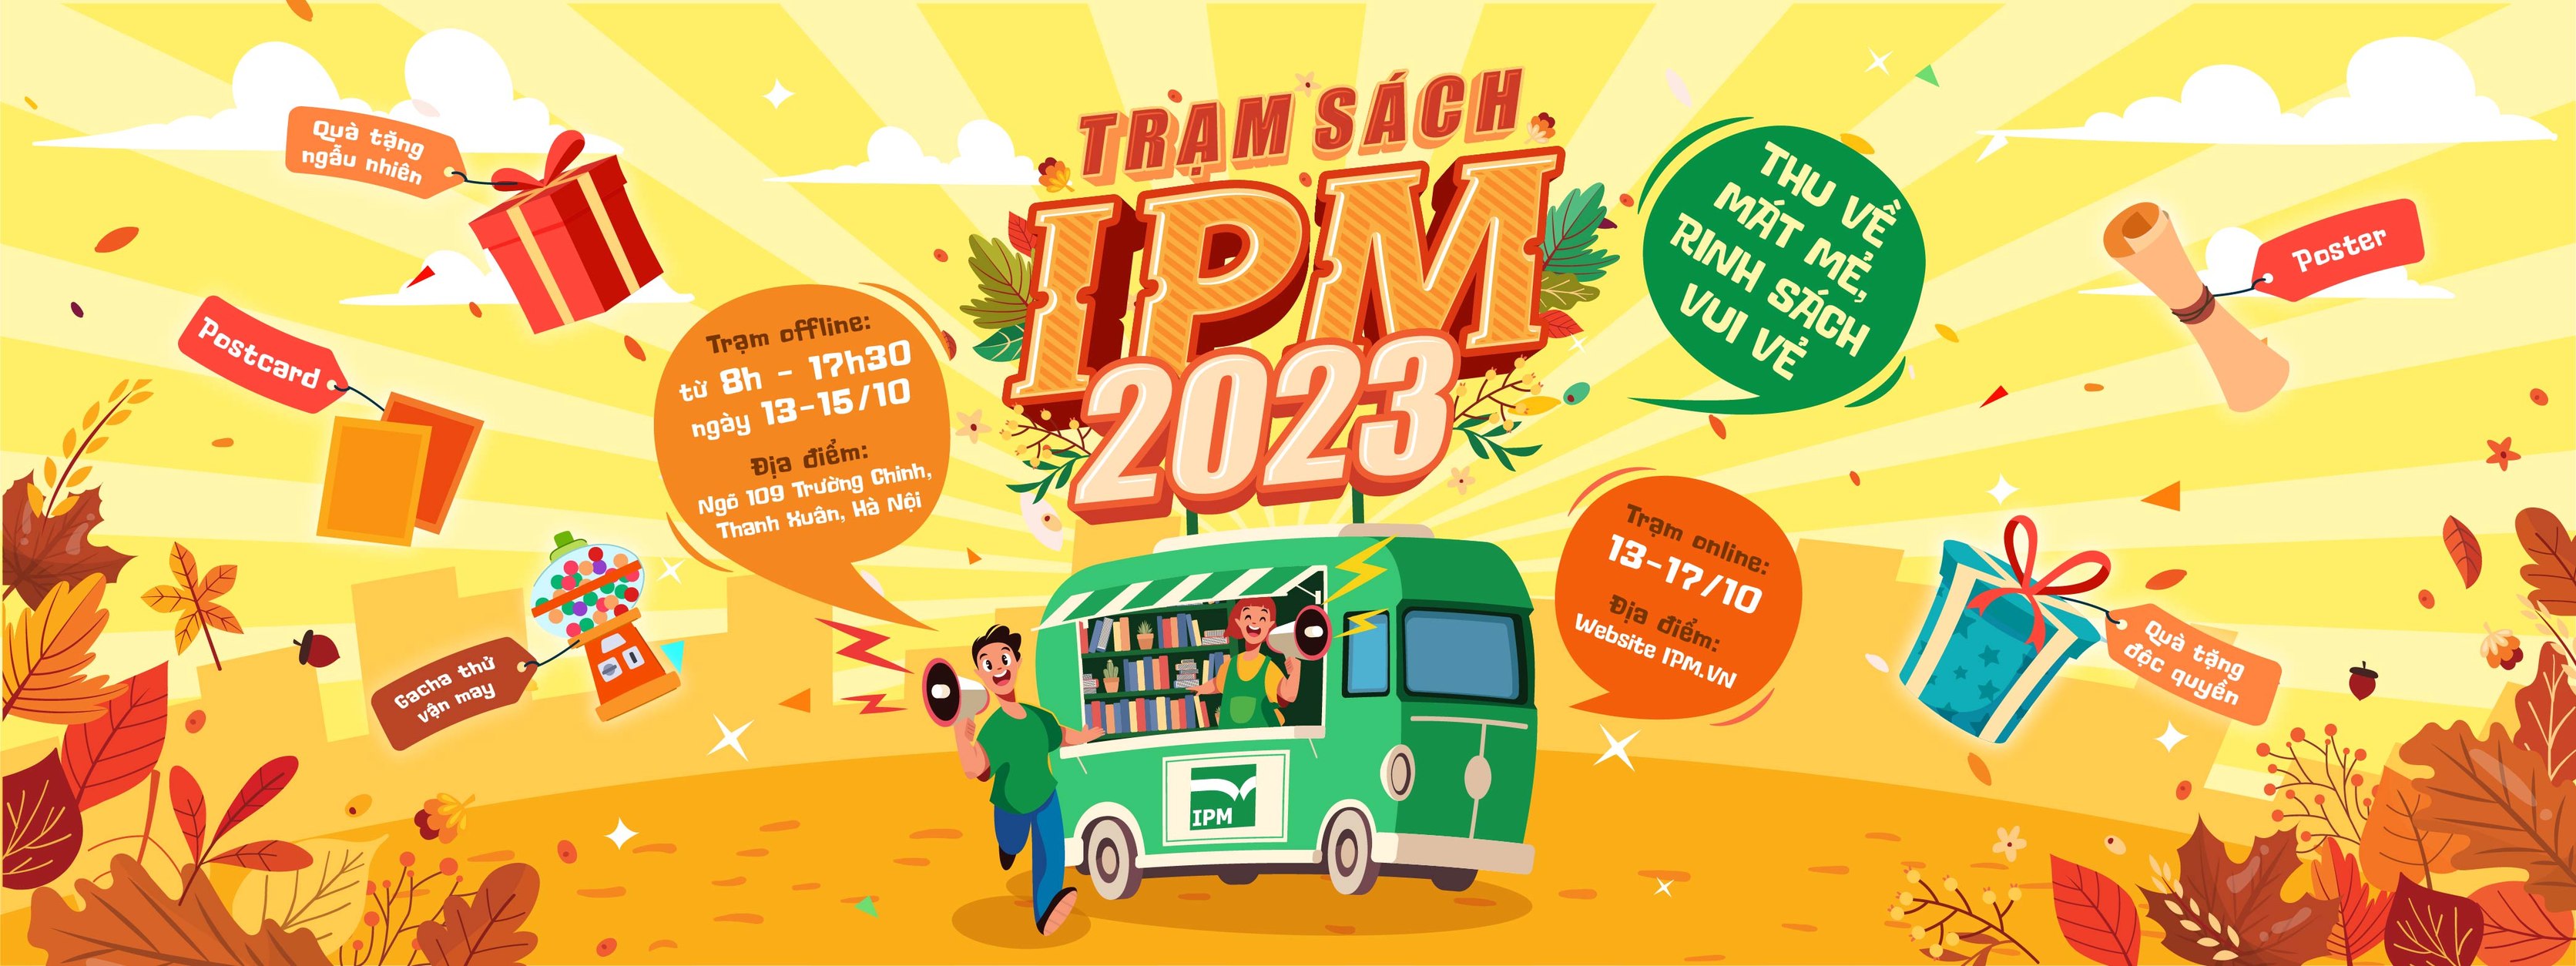 TRẠM SÁCH
IPM
2023
Quà tặng
ngẫu nhiên
Postcard
Gacha thử
vận may
Trạm offline:
từ 8h - 17h30
ngày 13-15/10
Địa điểm:
Ngõ 109 Trường Chinh,
Thanh Xuân, Hà Nội
THU VỀ
MÁT MẺ,
RINH SÁCH
VUI VẺ
Trạm online:
13-17/10
Địa điểm:
Website IPM.VN
Poster
Quà tặng
độc quyền
IPM